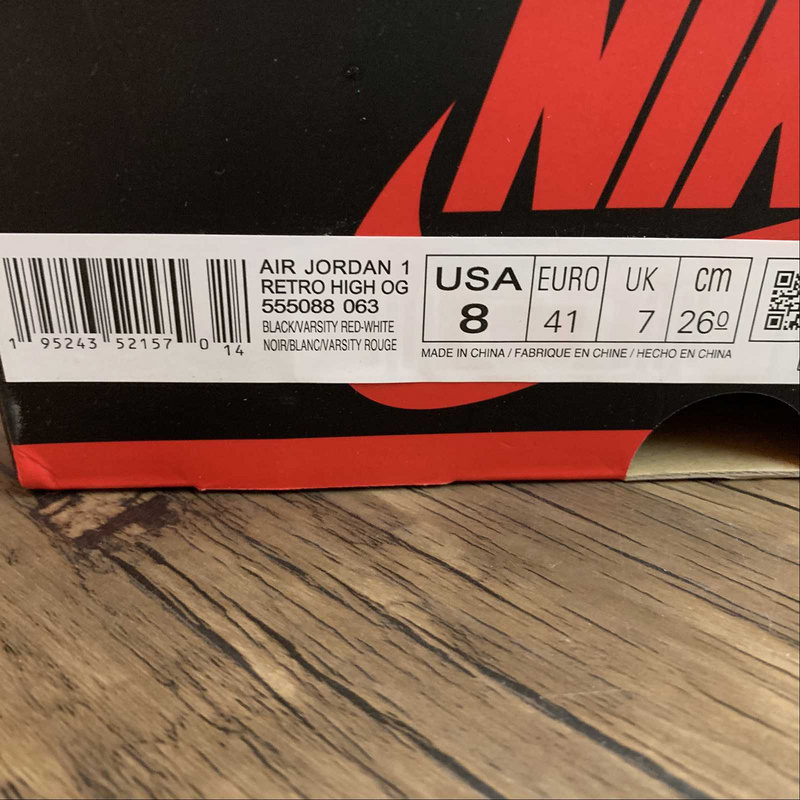 NIK
AIR JORDAN 1
RETRO HIGH OG
555088 063
BLACK/VARSITY RED-WHITE
NOIR/BLANC/VARSITY ROUGE
1 95243 52157 0 14
USA EURO UK cm
8 41 7 26º
MADE IN CHINA / FABRIQUE EN CHINE / HECHO EN CHINA